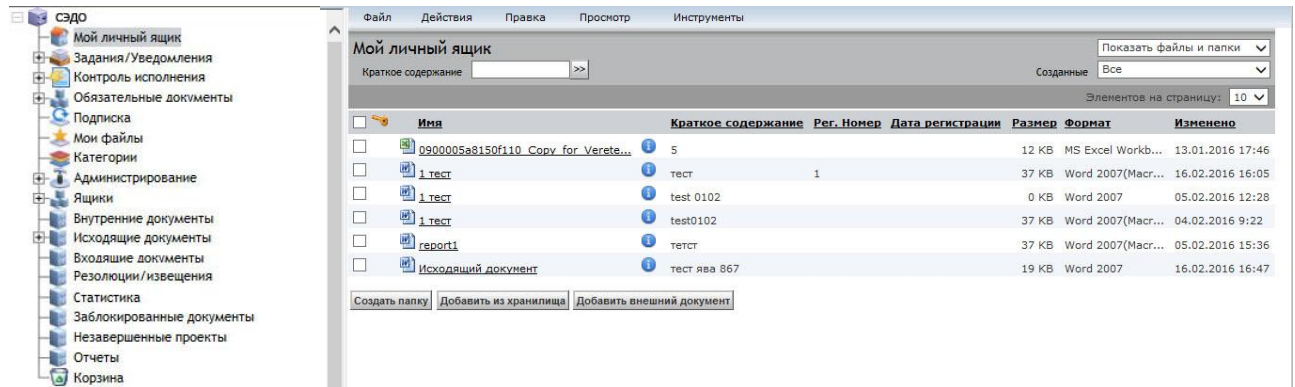 СЭДО
Мой личный ящик
Задания/Уведомления
Контроль исполнения
Обязательные документы
Подписка
Мои файлы
Категории
Администрирование
Ящики
Внутренние документы
Исходящие документы
Входящие документы
Резолюции/извещения
Статистика
Заблокированные документы
Незавершенные проекты
Отчеты
Корзина
Файл Действия Правка Просмотр Инструменты
Мой личный ящик Показать файлы и папки
Краткое содержание >> Созданные Все
Элементов на страницу: 10
Имя Краткое содержание Рег. Номер Дата регистрации Размер Формат Изменено
0900005a8150f110_Copy_for_Verete... 5 12 KB MS Excel Workb... 13.01.2016 17:46
1 тест тест 1 37 KB Word 2007(Macr... 16.02.2016 16:05
1 тест test 0102 0 KB Word 2007 05.02.2016 12:28
1 тест test0102 37 KB Word 2007(Macr... 04.02.2016 9:22
report1 тетст 37 KB Word 2007(Macr... 05.02.2016 15:36
Исходящий документ тест ява 867 19 KB Word 2007 16.02.2016 16:47
Создать папку Добавить из хранилища Добавить внешний документ